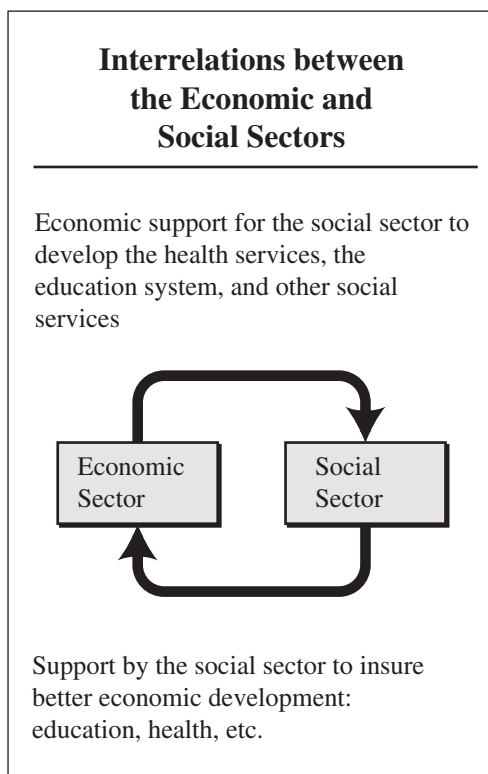 Interrelations between
the Economic and
Social Sectors
Economic support for the social sector to
develop the health services, the
education system, and other social
services
Economic
Sector
Social
Sector
Support by the social sector to insure
better economic development:
education, health, etc.